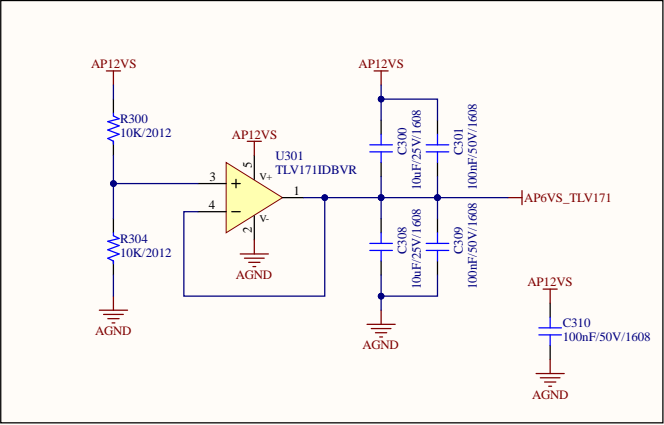 AP12VS
R300
10K/2012
R304
10K/2012
AGND
AP12VS
U301
TLV171IDBVR
3
4
5
V+
1
V-
2
AGND
AP12VS
C300
10uF/25V/1608
C301
100nF/50V/1608
C308
10uF/25V/1608
C309
100nF/50V/1608
AGND
AP6VS_TLV171
AP12VS
C310
100nF/50V/1608
AGND